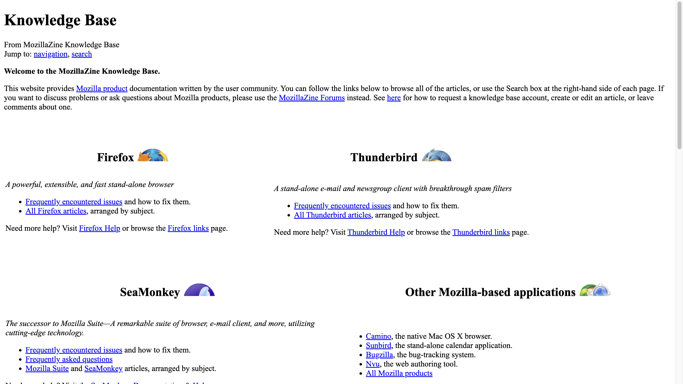 Knowledge Base
From MozillaZine Knowledge Base
Jump to: navigation, search
Welcome to the MozillaZine Knowledge Base.
This website provides Mozilla product documentation written by the user community. You can follow the links below to browse all of the articles, or use the Search box at the right-hand side of each page. If
you want to discuss problems or ask questions about Mozilla products, please use the MozillaZine Forums instead. See here for how to request a knowledge base account, create or edit an article, or leave
comments about one.
Firefox
A powerful, extensible, and fast stand-alone browser
Frequently encountered issues and how to fix them.
All Firefox articles, arranged by subject.
Need more help? Visit Firefox Help or browse the Firefox links page.
Thunderbird
A stand-alone e-mail and newsgroup client with breakthrough spam filters
Frequently encountered issues and how to fix them.
All Thunderbird articles, arranged by subject.
Need more help? Visit Thunderbird Help or browse the Thunderbird links page.
SeaMonkey
The successor to Mozilla Suite—A remarkable suite of browser, e-mail client, and more, utilizing
cutting-edge technology.
Frequently encountered issues and how to fix them.
Frequently asked questions
Mozilla Suite and SeaMonkey articles, arranged by subject.
Other Mozilla-based applications
Camino, the native Mac OS X browser.
Sunbird, the stand-alone calendar application.
Bugzilla, the bug-tracking system.
Nvu, the web authoring tool.
All Mozilla products